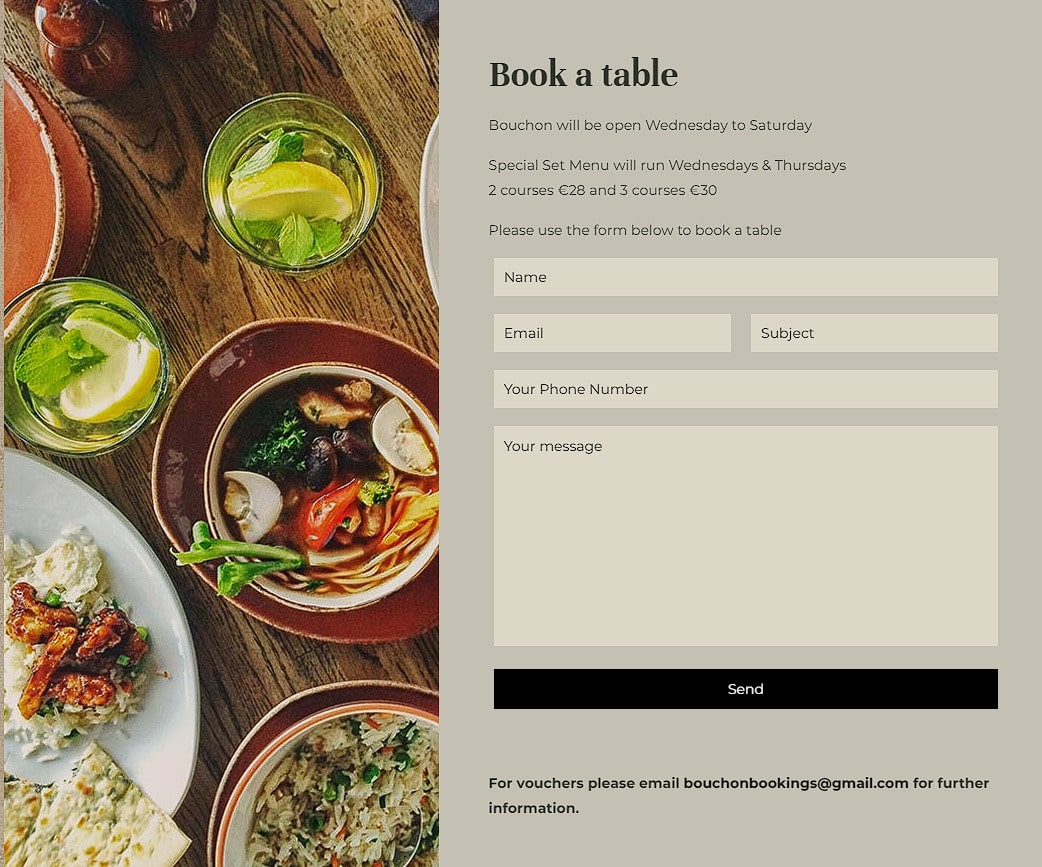 Book a table
Bouchon will be open Wednesday to Saturday
Special Set Menu will run Wednesdays & Thursdays
2 courses €28 and 3 courses €30
Please use the form below to book a table
Name
Email
Subject
Your Phone Number
Your message
Send
For vouchers please email bouchonbookings@gmail.com for further
information.